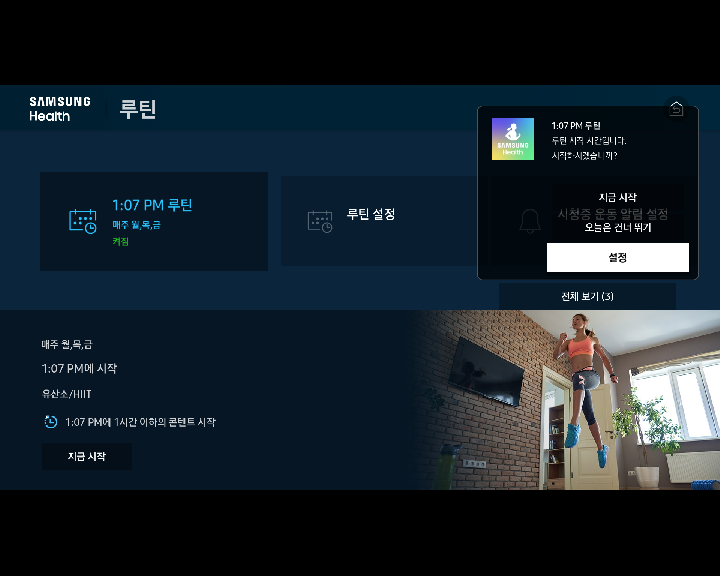 SAMSUNG
Health
루틴
1:07 PM 루틴
매주 월,목,금
켜짐
루틴 설정
시청중 운동 알람 설정
SAMSUNG
Health
1:07 PM 루틴
루틴 시작 시간입니다.
시작하시겠습니까?
지금 시작
오늘은 건너 뛰기
설정
전체 보기 (3)
매주 월,목,금
1:07 PM에 시작
유산소/HIIT
1:07 PM에 1시간 이하의 콘텐트 시작
지금 시작